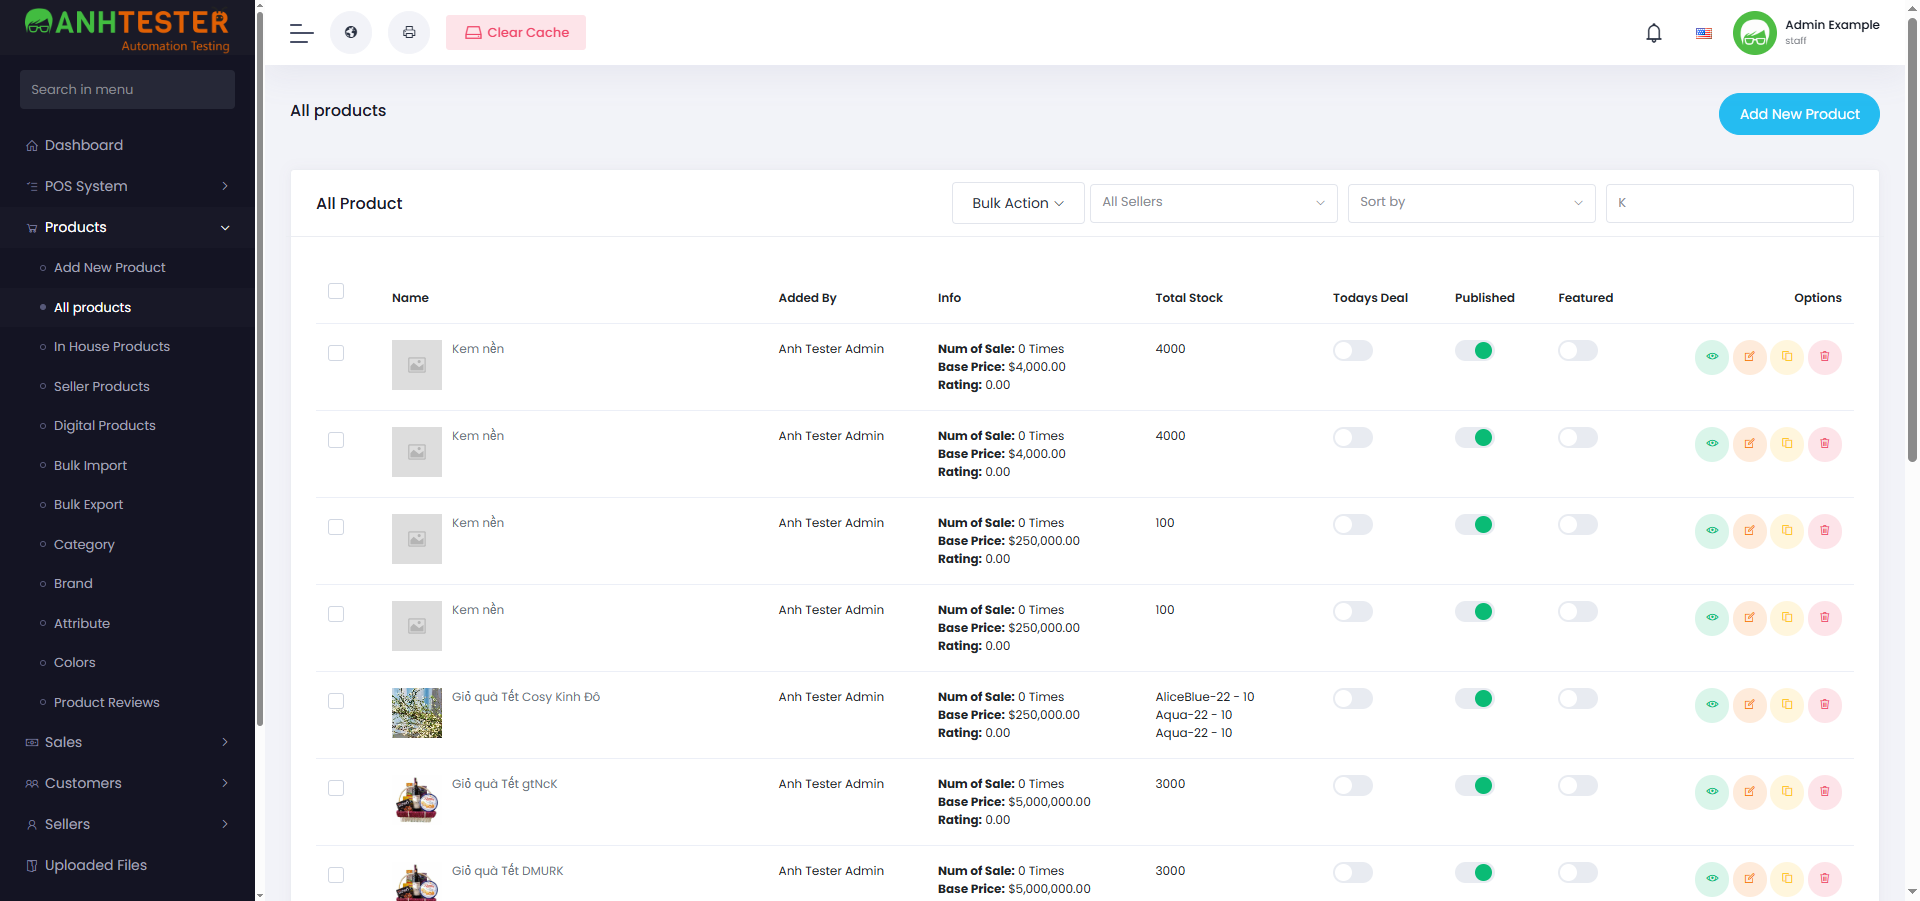 ANHTESTER
Automation Testing
Clear Cache
Admin Example
staff
Search in menu
Dashboard
POS System
Products
Add New Product
All products
In House Products
Seller Products
Digital Products
Bulk Import
Bulk Export
Category
Brand
Attribute
Colors
Product Reviews
Sales
Customers
Sellers
Uploaded Files
All products
Add New Product
All Product
Bulk Action
All Sellers
Sort by
K
Name Added By Info Total Stock Todays Deal Published Featured Options
Kem nền Anh Tester Admin Num of Sale: 0 Times 4000
Base Price: $4,000.00
Rating: 0.00
Kem nền Anh Tester Admin Num of Sale: 0 Times 4000
Base Price: $4,000.00
Rating: 0.00
Kem nền Anh Tester Admin Num of Sale: 0 Times 100
Base Price: $250,000.00
Rating: 0.00
Kem nền Anh Tester Admin Num of Sale: 0 Times 100
Base Price: $250,000.00
Rating: 0.00
Giỏ quà Tết Cosy Kinh Đô Anh Tester Admin Num of Sale: 0 Times AliceBlue-22 - 10
Base Price: $250,000.00 Aqua-22 - 10
Rating: 0.00 Aqua-22 - 10
Giỏ quà Tết gtNcK Anh Tester Admin Num of Sale: 0 Times 3000
Base Price: $5,000,000.00
Rating: 0.00
Giỏ quà Tết DMURK Anh Tester Admin Num of Sale: 0 Times 3000
Base Price: $5,000,000.00